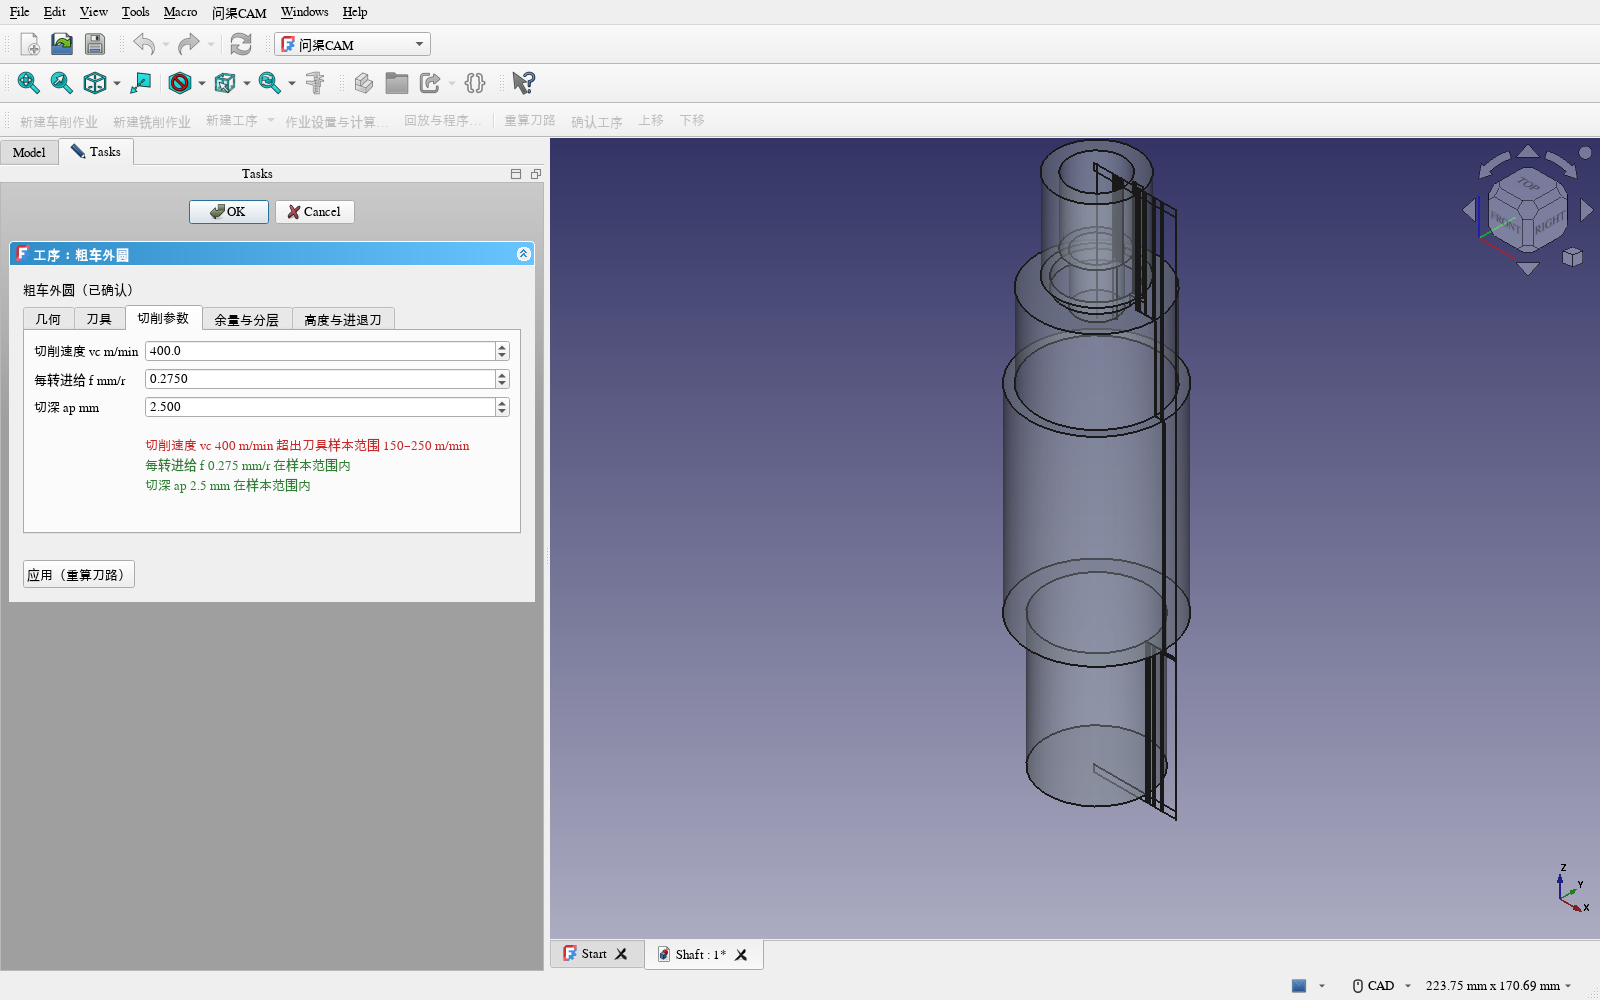 File Edit View Tools Macro 问渠CAM Windows Help
问渠CAM
新建车削作业 新建铣削作业 新建工序 作业设置与计算... 回放与程序... 重算刀路 确认工序 上移 下移
Model Tasks
Tasks
OK Cancel
工序：粗车外圆
粗车外圆（已确认）
几何 刀具 切削参数 余量与分层 高度与进退刀
切削速度 vc m/min 400.0
每转进给 f mm/r 0.2750
切深 ap mm 2.500
切削速度 vc 400 m/min 超出刀具样本范围 150–250 m/min
每转进给 f 0.275 mm/r 在样本范围内
切深 ap 2.5 mm 在样本范围内
应用（重算刀路）
TOP
FRONT RIGHT
Z
Y
X
Start Shaft : 1*
CAD 223.75 mm x 170.69 mm